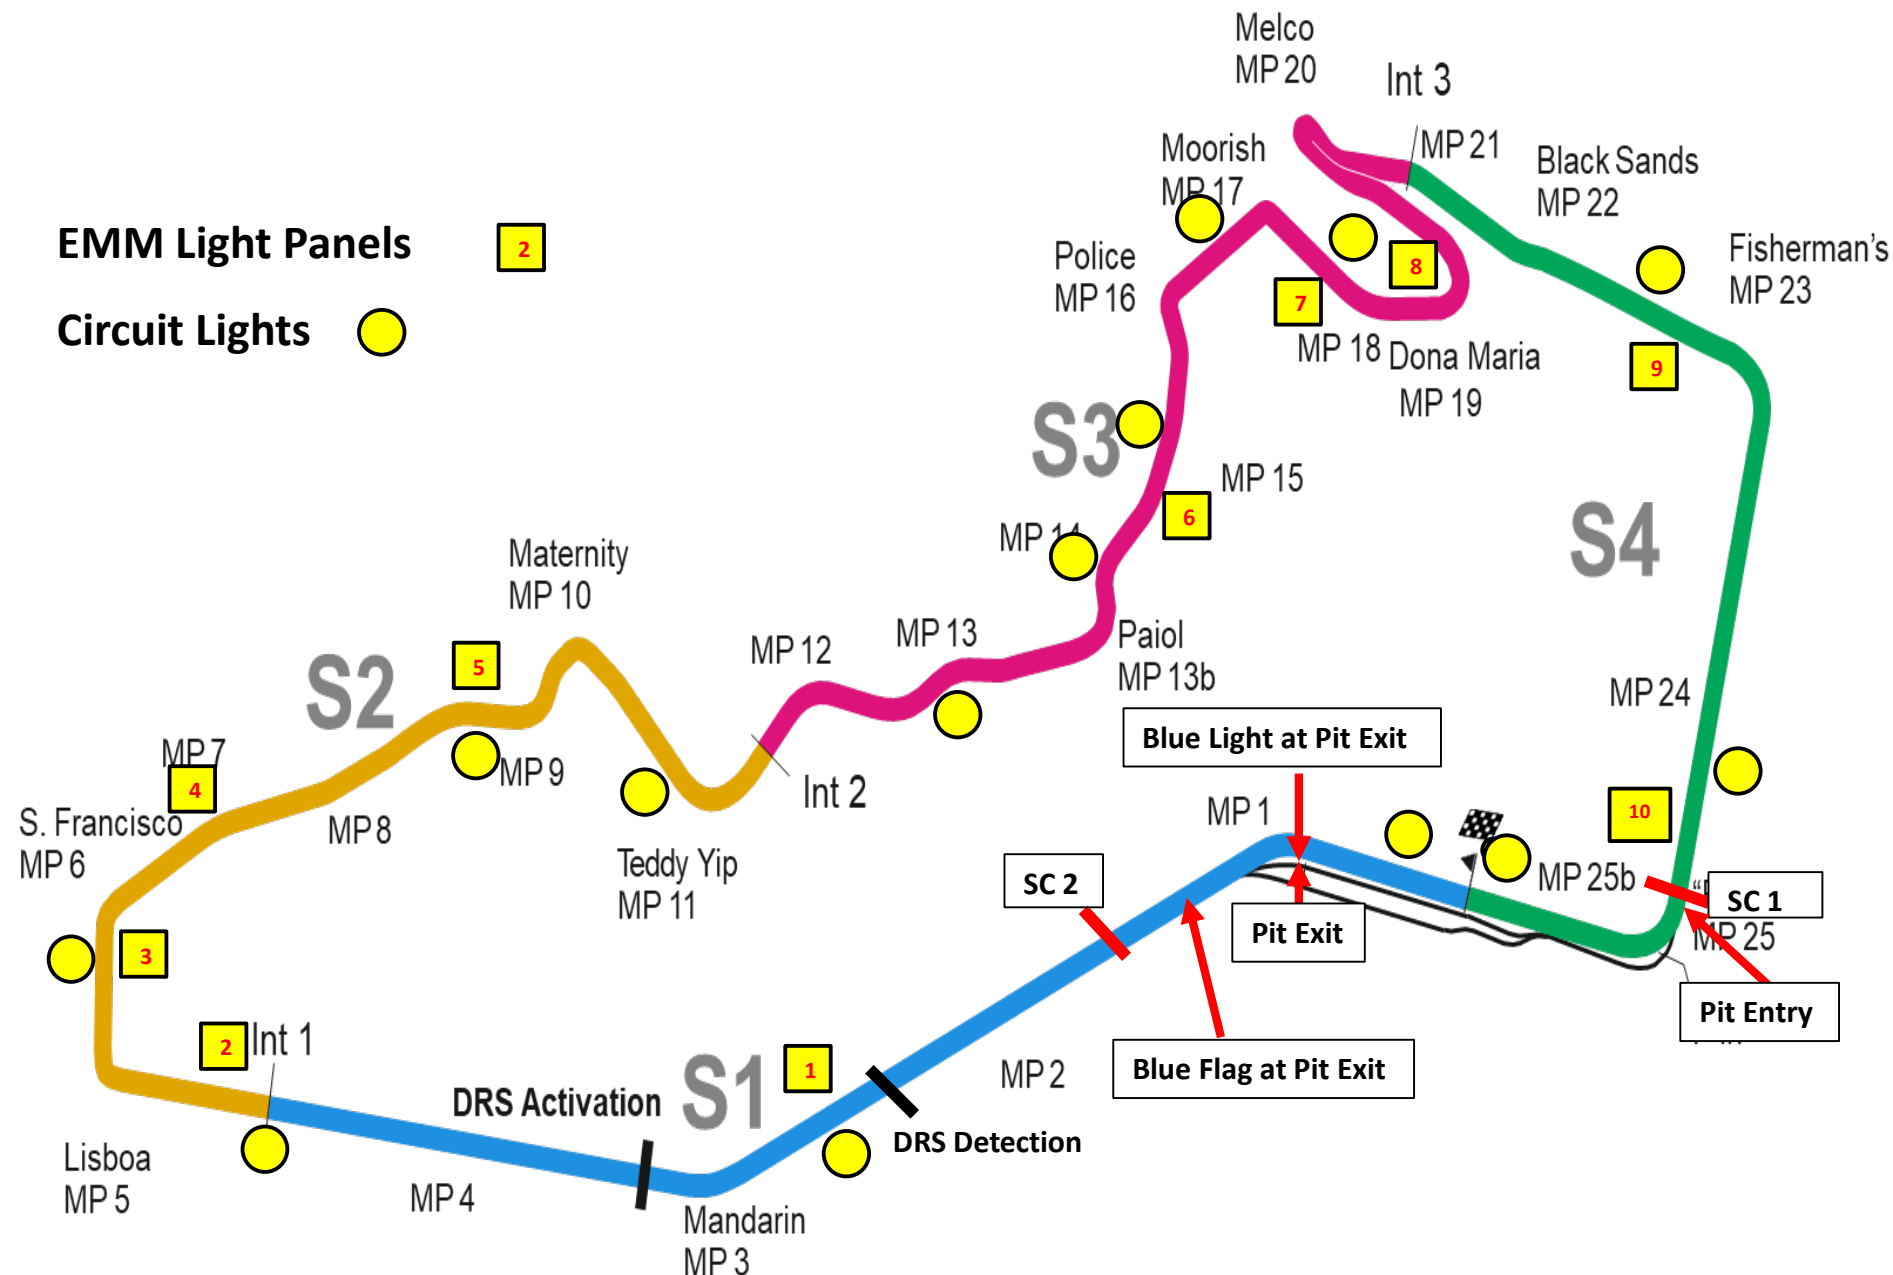 Melco
MP 20
Int 3
MP 21
Moorish
MP 17
Black Sands
MP 22
EMM Light Panels
2
Police
MP 16
Fisherman's
MP 23
8
7
Circuit Lights
MP 18
Dona Maria
MP 19
9
S3
MP 15
6
MP 14
S4
Maternity
MP 10
MP 12
MP 13
Paiol
MP 13b
S2
5
MP 24
MP 7
4
MP 9
Int 2
Blue Light at Pit Exit
MP 1
10
S. Francisco
MP 6
MP 8
Teddy Yip
MP 11
SC 2
MP 25b
SC 1
Pit Exit
MP 25
3
Pit Entry
2
Int 1
S1
1
MP 2
Blue Flag at Pit Exit
DRS Activation
DRS Detection
Lisboa
MP 5
MP 4
Mandarin
MP 3